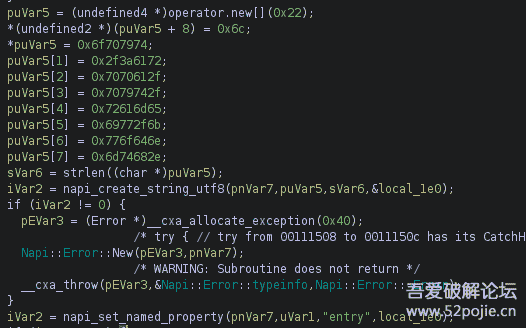 puVar5 = (undefined4 *)operator.new[](0x22);
*(undefined2 *)(puVar5 + 8) = 0x6c;
*puVar5 = 0x6f707974;
puVar5[1] = 0x2f3a6172;
puVar5[2] = 0x7070612f;
puVar5[3] = 0x7079742f;
puVar5[4] = 0x72616d65;
puVar5[5] = 0x69772f6b;
puVar5[6] = 0x776f646e;
puVar5[7] = 0x6d74682e;
sVar6 = strlen((char *)puVar5);
iVar2 = napi_create_string_utf8(pnVar7,puVar5,sVar6,&local_1e0);
if (iVar2 != 0) {
pEVar3 = (Error *)__cxa_allocate_exception(0x40);
/* try { // try from 00111508 to 0011150c has its CatchH
Napi::Error::New(pEVar3,pnVar7);
/* WARNING: Subroutine does not return */
__cxa_throw(pEVar3,&Napi::Error::typeinfo,Napi::Error::
}
iVar2 = napi_set_named_property(pnVar7,uVar1,"entry",local_1e0);
吾爱破解论坛
www.52pojie.cn